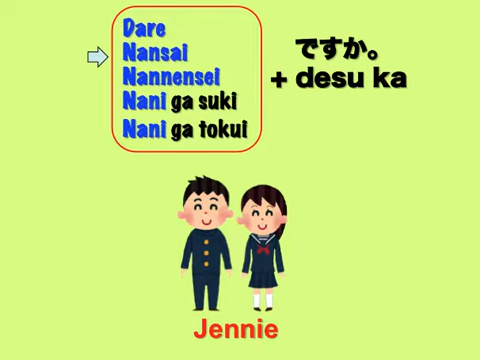 Dare
Nansai
Nannensei
Nani ga suki
Nani ga tokui
ですか。
+ desu ka
Jennie